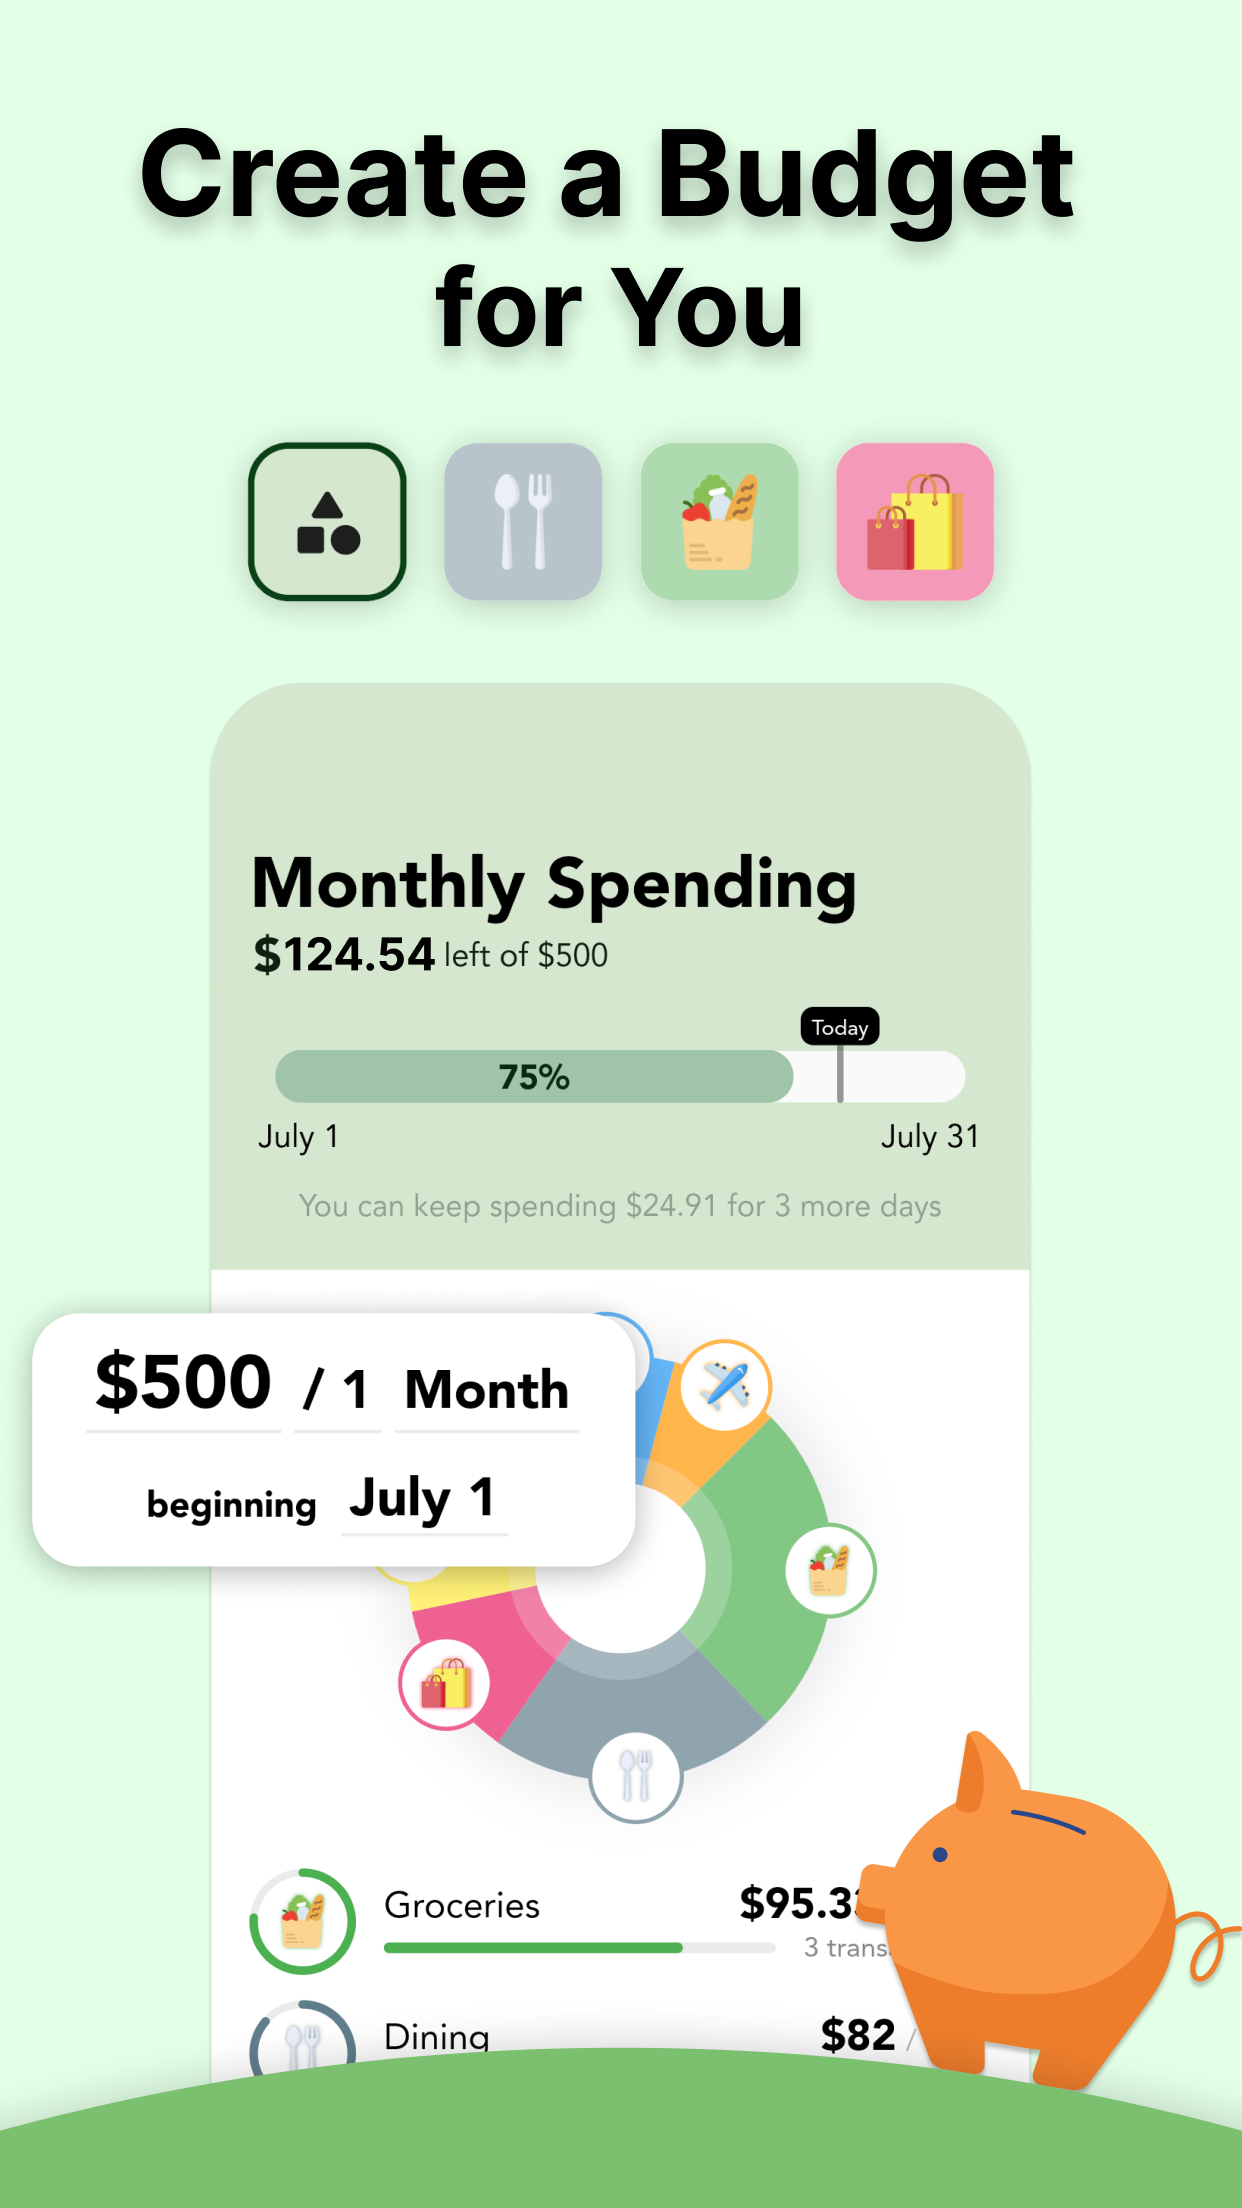 Create a Budget
for You
Monthly Spending
$124.54 left of $500
Today
75%
July 1
July 31
You can keep spending $24.91 for 3 more days
$500 / 1 Month
beginning July 1
Groceries
$95.3
3 trans
Dining
$82 /